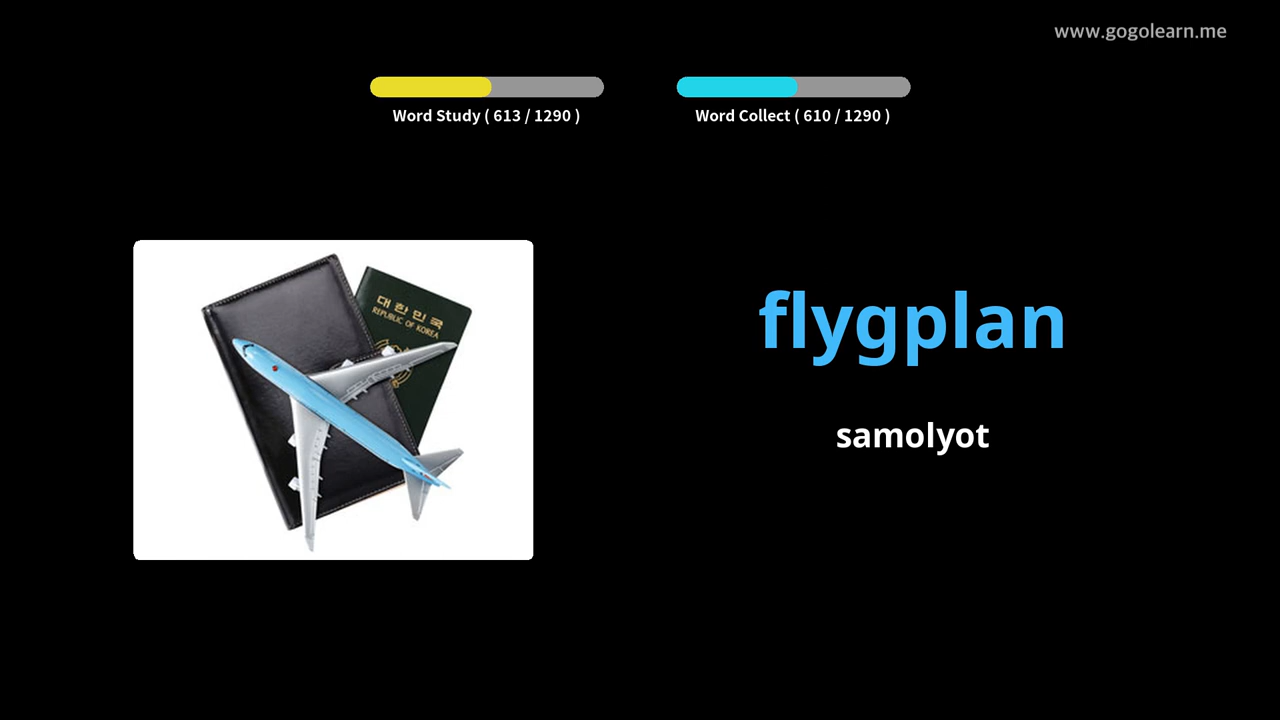 www.gogolearn.me
Word Study ( 613 / 1290 )
Word Collect ( 610 / 1290 )
대한민국
REPUBLIC OF KOREA
flygplan
samolyot